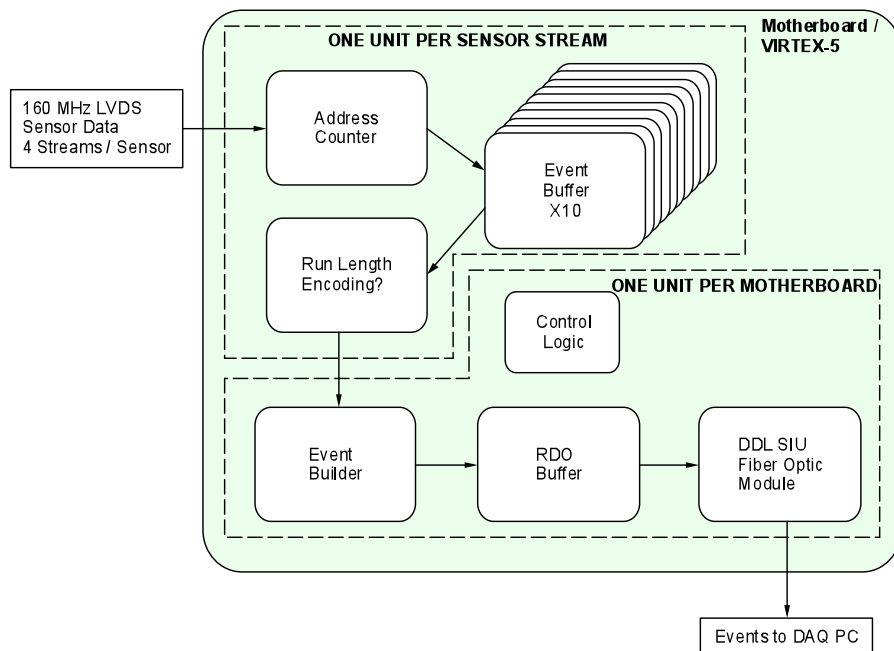 Motherboard /
VIRTEX-5
ONE UNIT PER SENSOR STREAM
160 MHz LVDS
Sensor Data
4 Streams / Sensor
Address
Counter
Event
Buffer
X10
Run Length
Encoding?
ONE UNIT PER MOTHERBOARD
Control
Logic
Event
Builder
RDO
Buffer
DDL SIU
Fiber Optic
Module
Events to DAQ PC